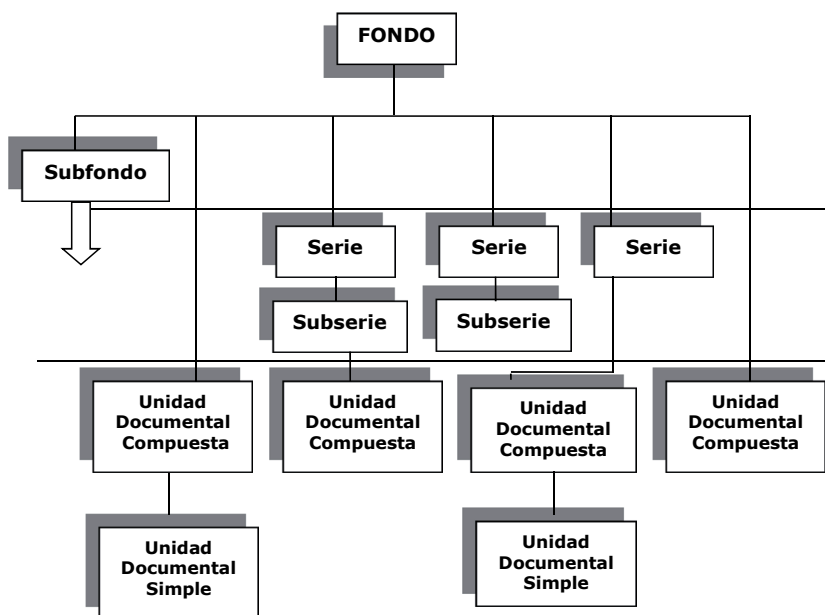 FONDO
Subfondo
Serie
Serie
Serie
Subserie
Subserie
Unidad
Documental
Compuesta
Unidad
Documental
Compuesta
Unidad
Documental
Compuesta
Unidad
Documental
Compuesta
Unidad
Documental
Simple
Unidad
Documental
Simple